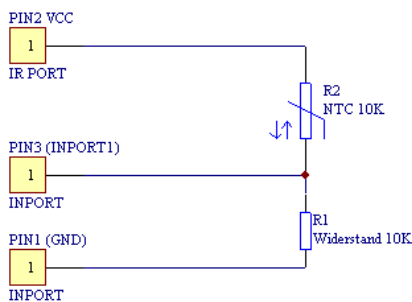 PIN2 VCC
1
IR PORT
R2
NTC 10K
PIN3 (INPORT1)
1
INPORT
R1
Widerstand 10K
PIN1 (GND)
1
INPORT